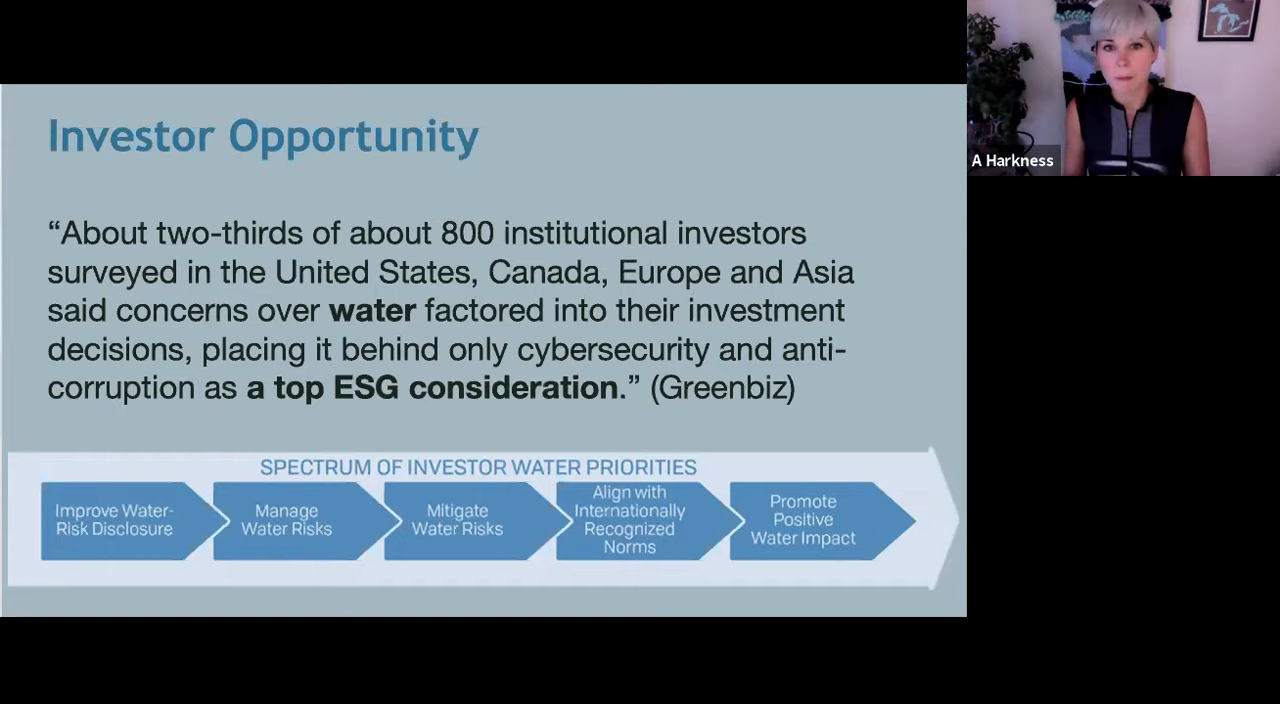 Investor Opportunity
“About two-thirds of about 800 institutional investors
surveyed in the United States, Canada, Europe and Asia
said concerns over water factored into their investment
decisions, placing it behind only cybersecurity and anti-
corruption as a top ESG consideration.” (Greenbiz)
SPECTRUM OF INVESTOR WATER PRIORITIES
Improve Water-
Risk Disclosure
Manage
Water Risks
Mitigate
Water Risks
Align with
Internationally
Recognized
Norms
Promote
Positive
Water Impact
A Harkness